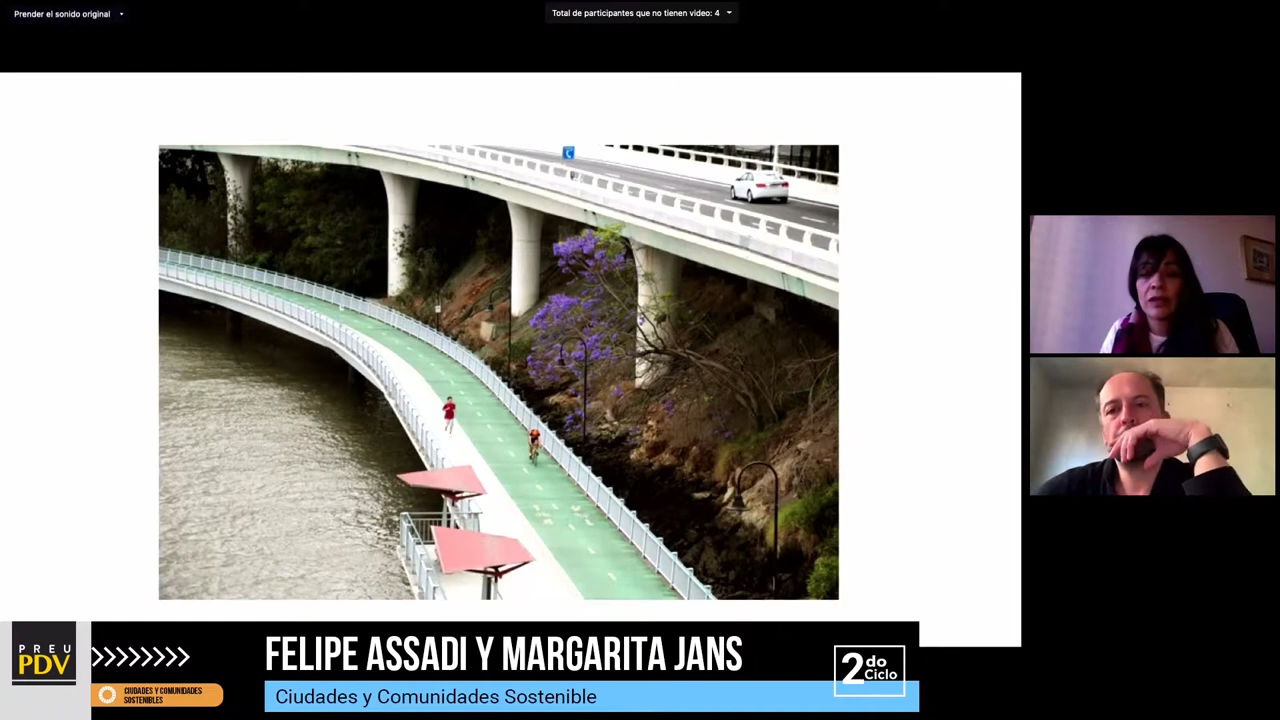 Prender el sonido original
Total de participantes que no tienen video: 4
FELIPE ASSADI Y MARGARITA JANS
Ciudades y Comunidades Sostenible
2do
Ciclo
PREU
PDV
CIUDADES Y COMUNIDADES
SOSTENIBLES